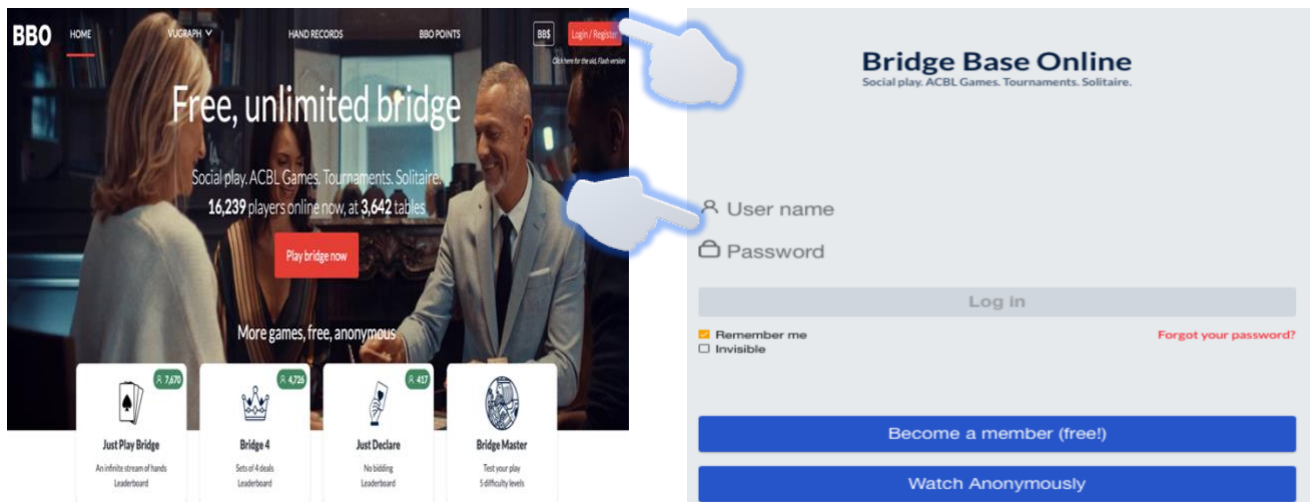 BBO
HOME
VUGRAPH
HAND RECORDS
BBO POINTS
BB$
Login / Register
Click here for the old, Flash version
Free, unlimited bridge
Social play. ACBL Games. Tournaments. Solitaire.
16,239 players online now, at 3,642 tables
Play bridge now
More games, free, anonymous
7,670
4,726
417
Just Play Bridge
Bridge 4
Just Declare
Bridge Master
An infinite stream of hands
Sets of 4 deals
No bidding
Test your play
Leaderboard
Leaderboard
Leaderboard
5 difficulty levels
Bridge Base Online
Social play. ACBL Games. Tournaments. Solitaire.
User name
Password
Log in
Remember me
Forgot your password?
Invisible
Become a member (free!)
Watch Anonymously